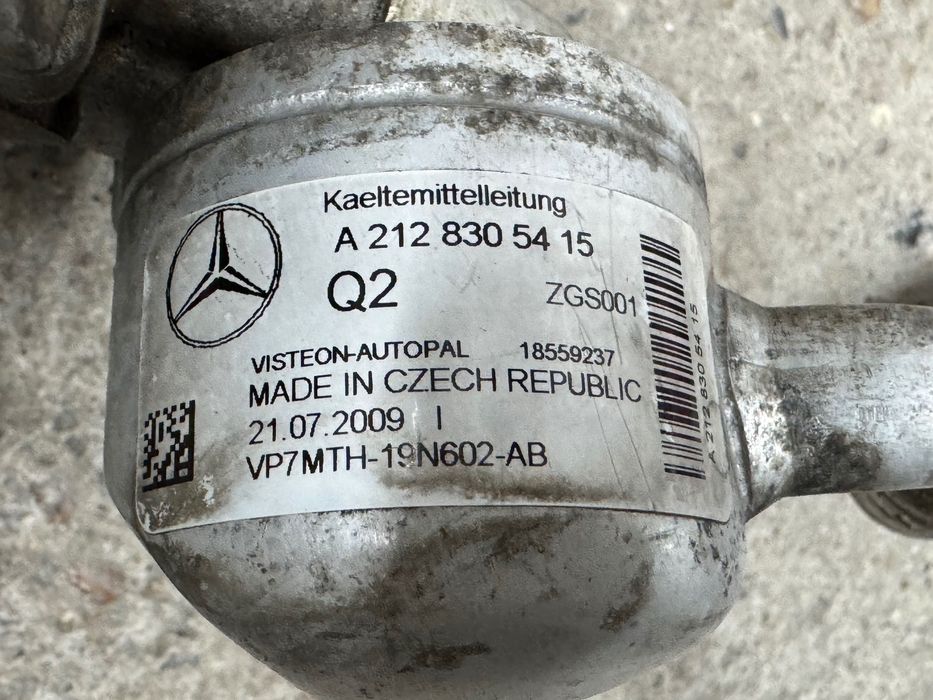 Kaeltemittelleitung
A 212 830 54 15
Q2
ZGS001
VISTEON-AUTOPAL 18559237
MADE IN CZECH REPUBLIC
21.07.2009 I
VP7MTH-19N602-AB
A 212 830 54 15